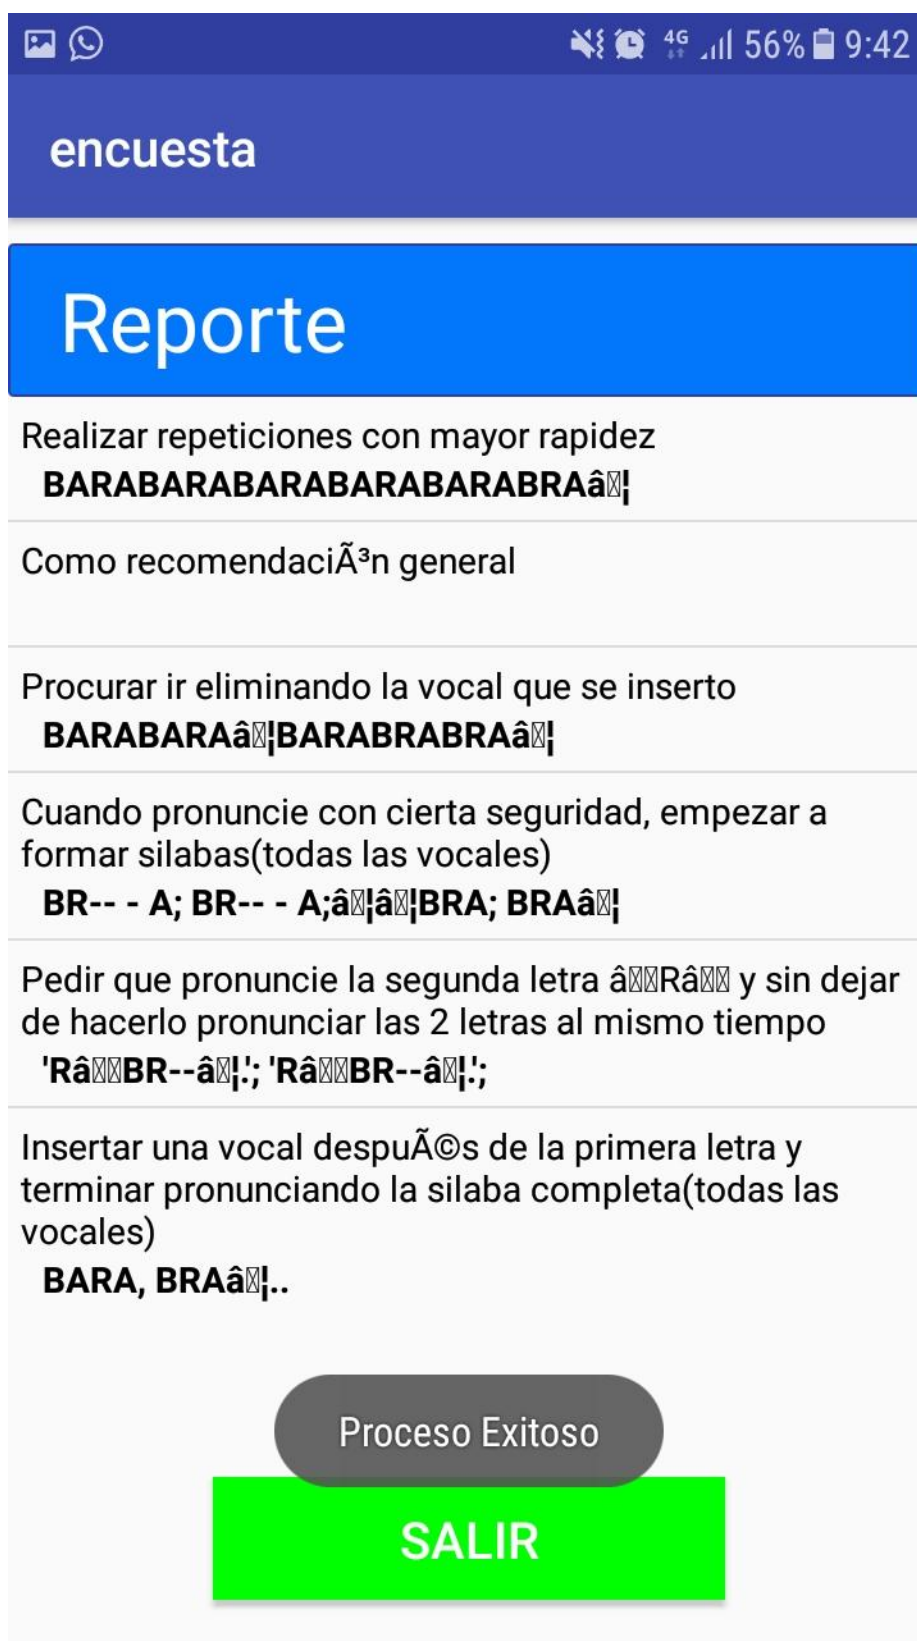 4G 56% 9:42
encuesta
Reporte
Realizar repeticiones con mayor rapidez
BARABARABARABARABARABRAâ¦
Como recomendaciÃ³n general
Procurar ir eliminando la vocal que se inserto
BARABARAâ¦BARABRABRAâ¦
Cuando pronuncie con cierta seguridad, empezar a
formar silabas(todas las vocales)
BR-- - A; BR-- - A;â¦â¦BRA; BRAâ¦
Pedir que pronuncie la segunda letra âRâ y sin dejar
de hacerlo pronunciar las 2 letras al mismo tiempo
'RâBR--â¦.'; 'RâBR--â¦.';
Insertar una vocal despuÃ©s de la primera letra y
terminar pronunciando la silaba completa(todas las
vocales)
BARA, BRAâ¦..
Proceso Exitoso
SALIR